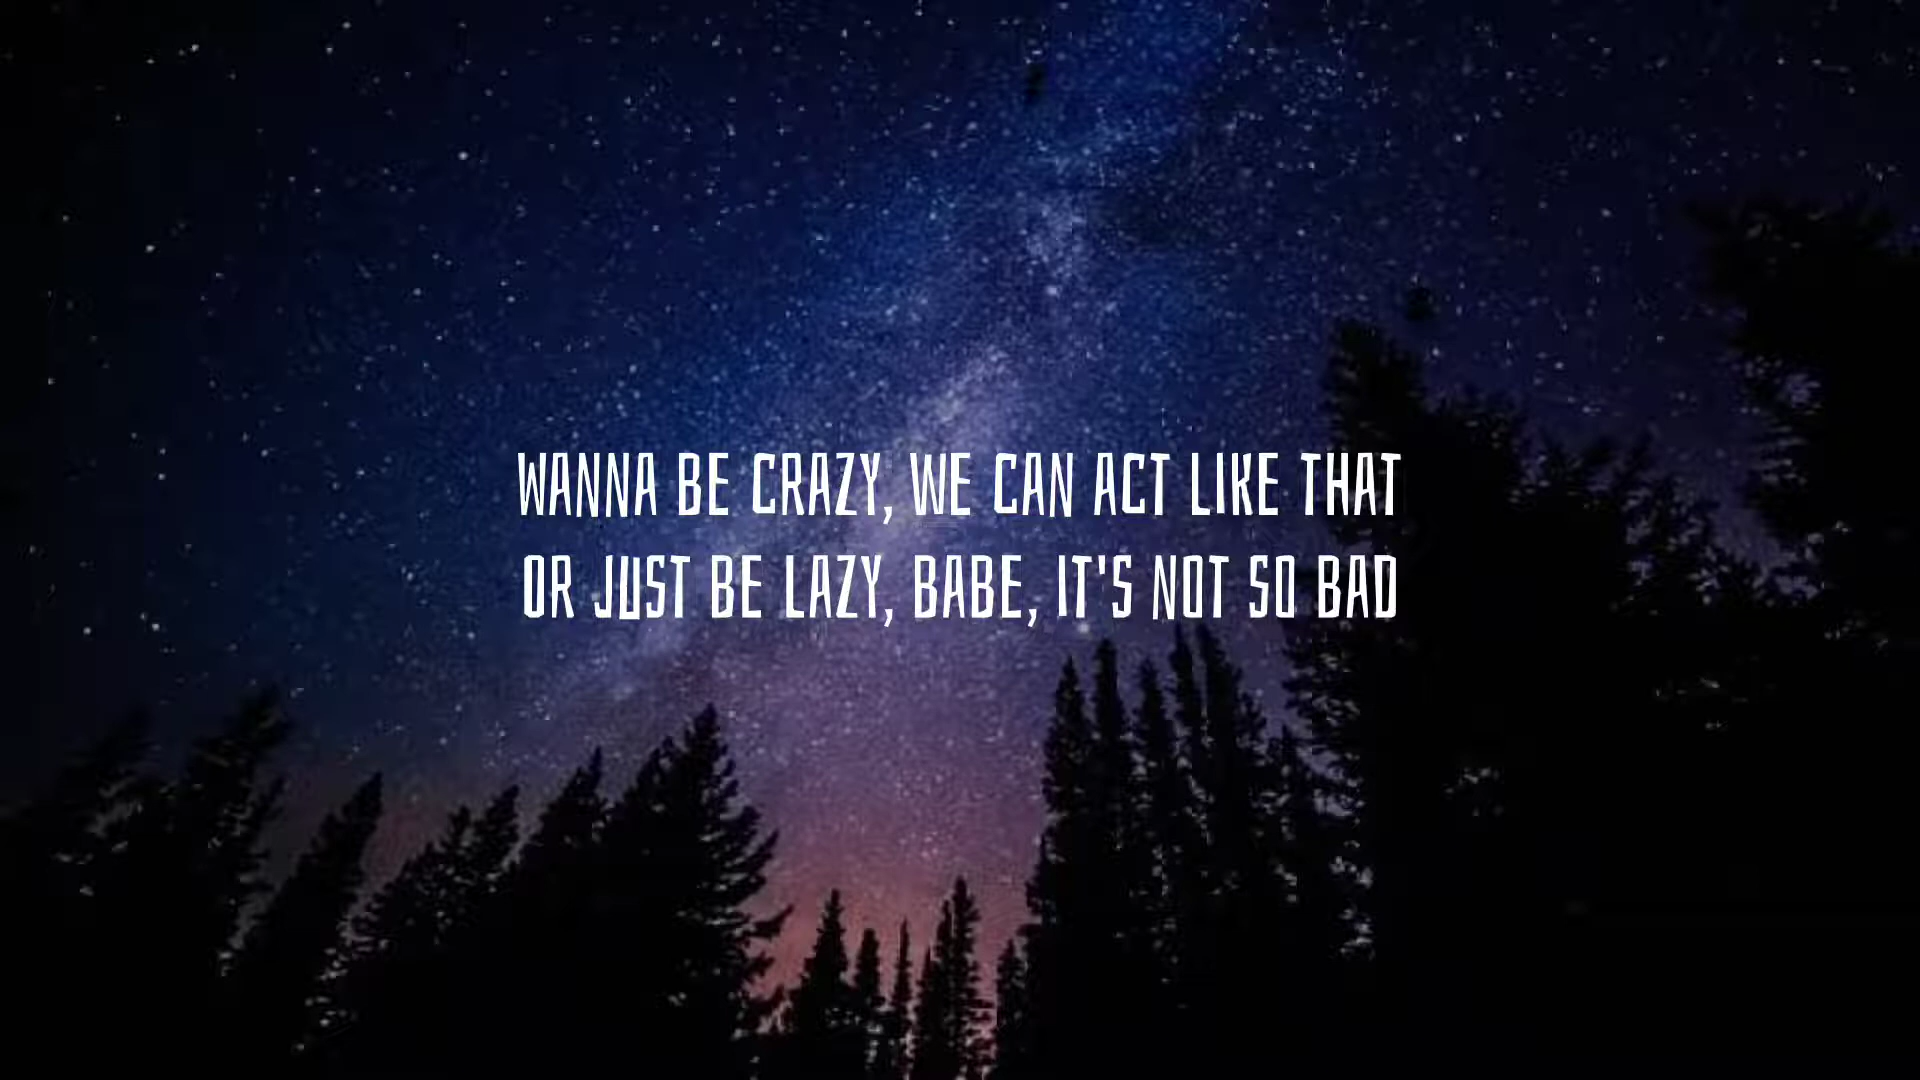 WANNA BE CRAZY, WE CAN ACT LIKE THAT
OR JUST BE LAZY, BABE, IT'S NOT SO BAD